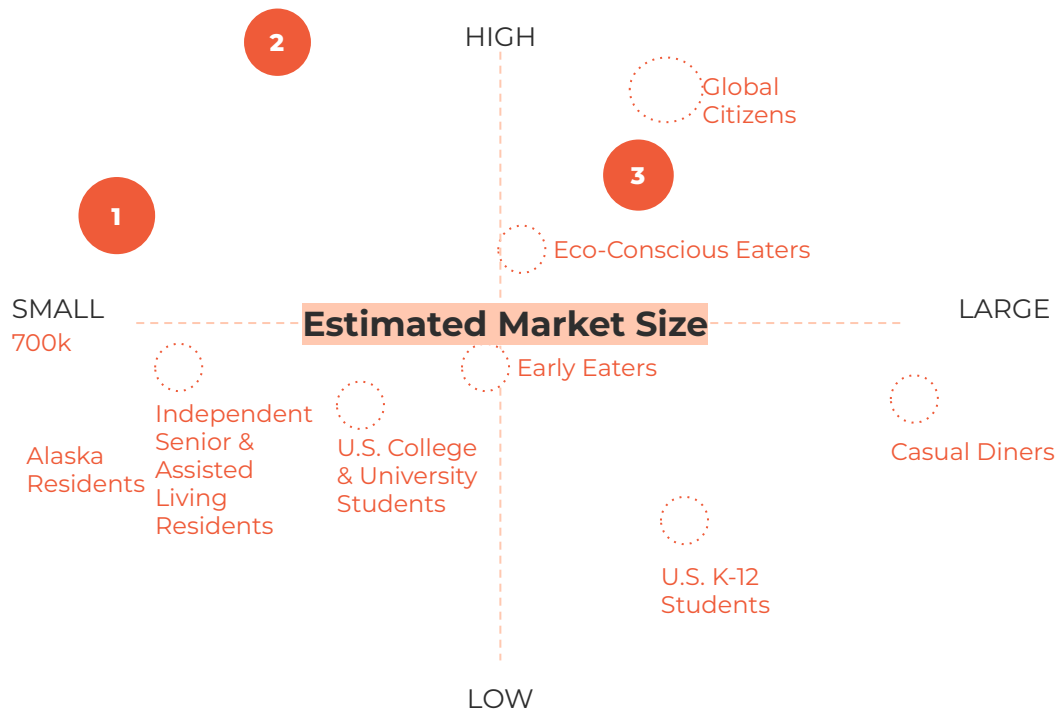 2
HIGH
Global
Citizens
3
1
Eco-Conscious Eaters
SMALL
700k
Estimated Market Size
LARGE
Early Eaters
Independent
Senior &
Assisted
Living
Residents
Alaska
Residents
U.S. College
& University
Students
Casual Diners
U.S. K-12
Students
LOW